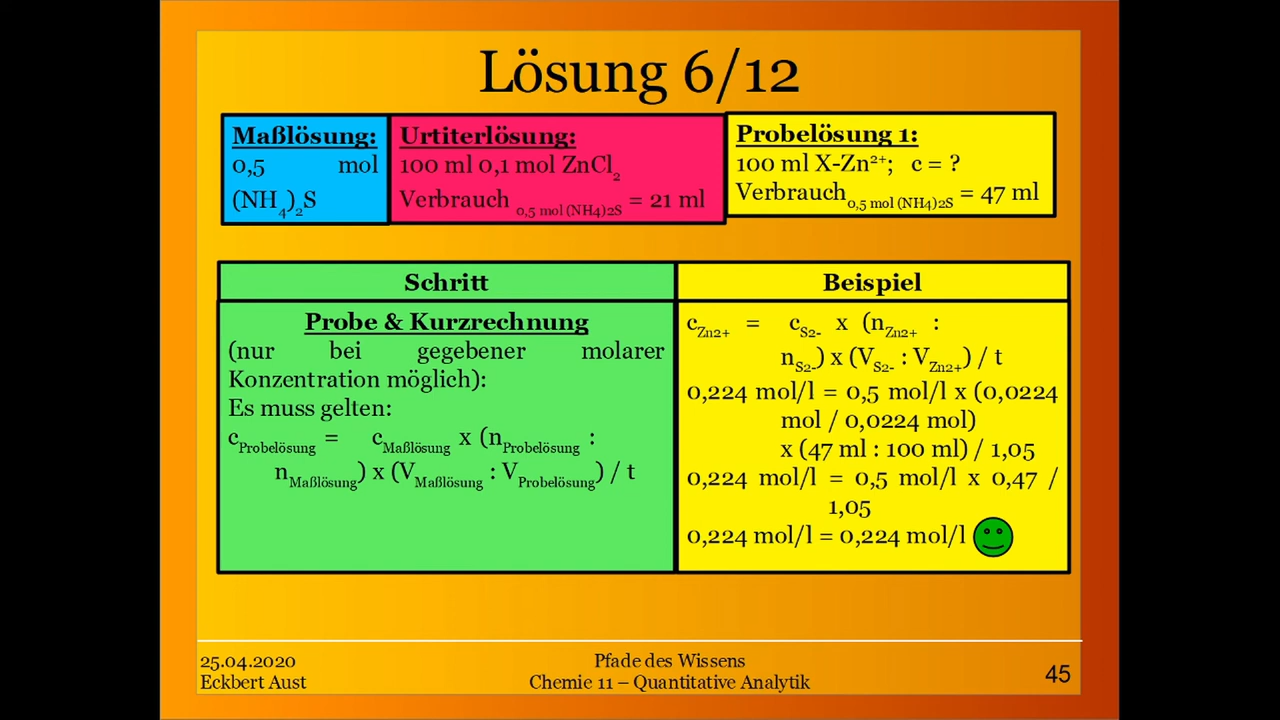 Lösung 6/12
Maßlösung:
0,5 mol
(NH4)2S
Urtiterlösung:
100 ml 0,1 mol ZnCl2
Verbrauch 0,5 mol (NH4)2S = 21 ml
Probelösung 1:
100 ml X-Zn²⁺; c = ?
Verbrauch0,5 mol (NH4)2S = 47 ml
Schritt
Probe & Kurzrechnung
(nur bei gegebener molarer
Konzentration möglich):
Es muss gelten:
cProbelösung = cMaßlösung x (nProbelösung :
nMaßlösung) x (VMaßlösung : VProbelösung) / t
Beispiel
cZn2+ = cS2- x (nZn2+ :
nS2-) x (VS2- : VZn2+) / t
0,224 mol/l = 0,5 mol/l x (0,0224
mol / 0,0224 mol)
x (47 ml : 100 ml) / 1,05
0,224 mol/l = 0,5 mol/l x 0,47 /
1,05
0,224 mol/l = 0,224 mol/l
25.04.2020
Eckbert Aust
Pfade des Wissens
Chemie 11 – Quantitative Analytik
45